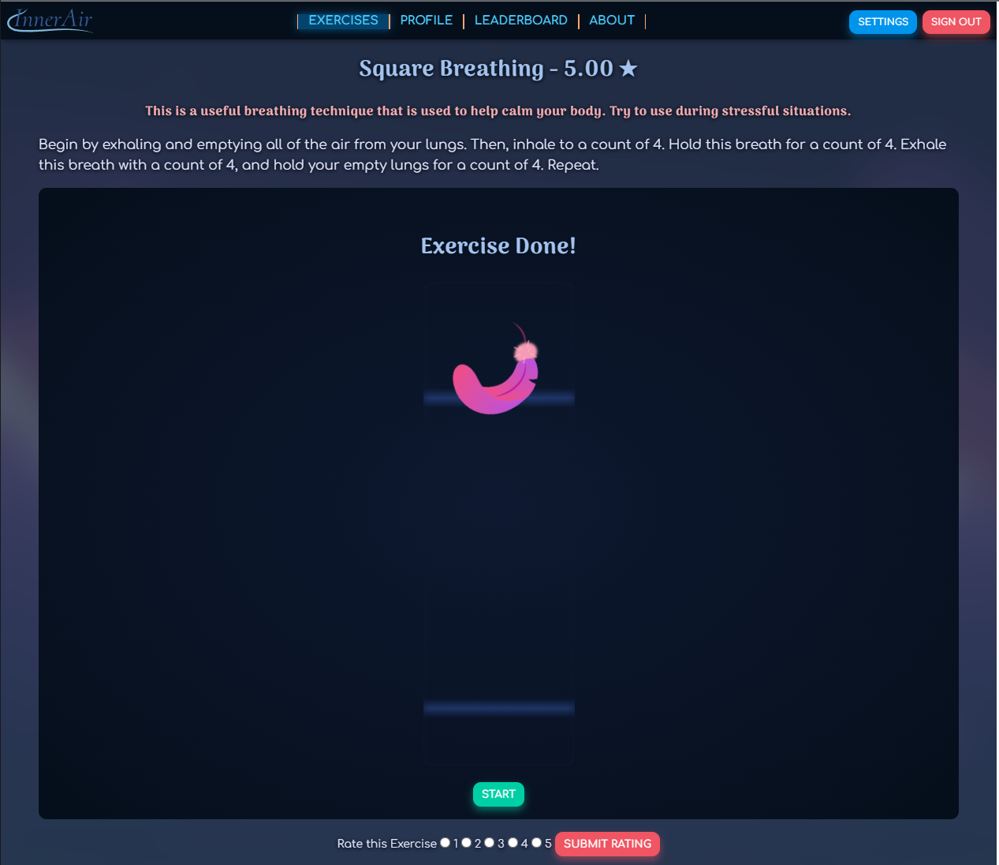 InnerAir
EXERCISES PROFILE LEADERBOARD ABOUT
SETTINGS SIGN OUT
Square Breathing - 5.00 ★
This is a useful breathing technique that is used to help calm your body. Try to use during stressful situations.
Begin by exhaling and emptying all of the air from your lungs. Then, inhale to a count of 4. Hold this breath for a count of 4. Exhale
this breath with a count of 4, and hold your empty lungs for a count of 4. Repeat.
Exercise Done!
START
Rate this Exercise 1 2 3 4 5 SUBMIT RATING